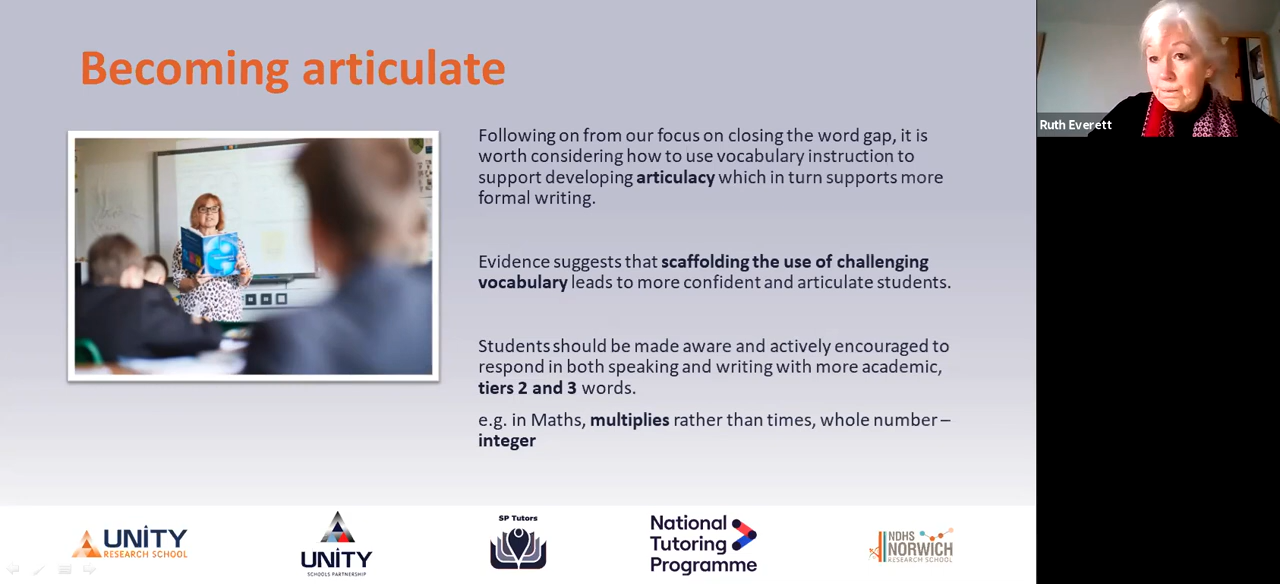 Becoming articulate
Following on from our focus on closing the word gap, it is
worth considering how to use vocabulary instruction to
support developing articulacy which in turn supports more
formal writing.
Evidence suggests that scaffolding the use of challenging
vocabulary leads to more confident and articulate students.
Students should be made aware and actively encouraged to
respond in both speaking and writing with more academic,
tiers 2 and 3 words.
e.g. in Maths, multiplies rather than times, whole number –
integer
Ruth Everett
UNiTY
RESEARCH SCHOOL
UNiTY
SCHOOLS PARTNERSHIP
SP Tutors
National
Tutoring
Programme
NDHS
NORWICH
RESEARCH SCHOOL